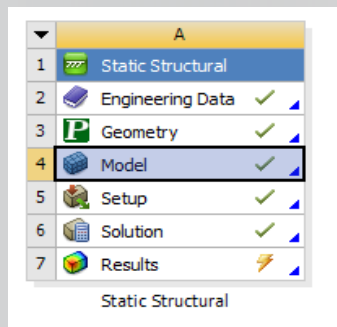 A
1 Static Structural
2 Engineering Data
3 P Geometry
4 Model
5 Setup
6 Solution
7 Results
Static Structural